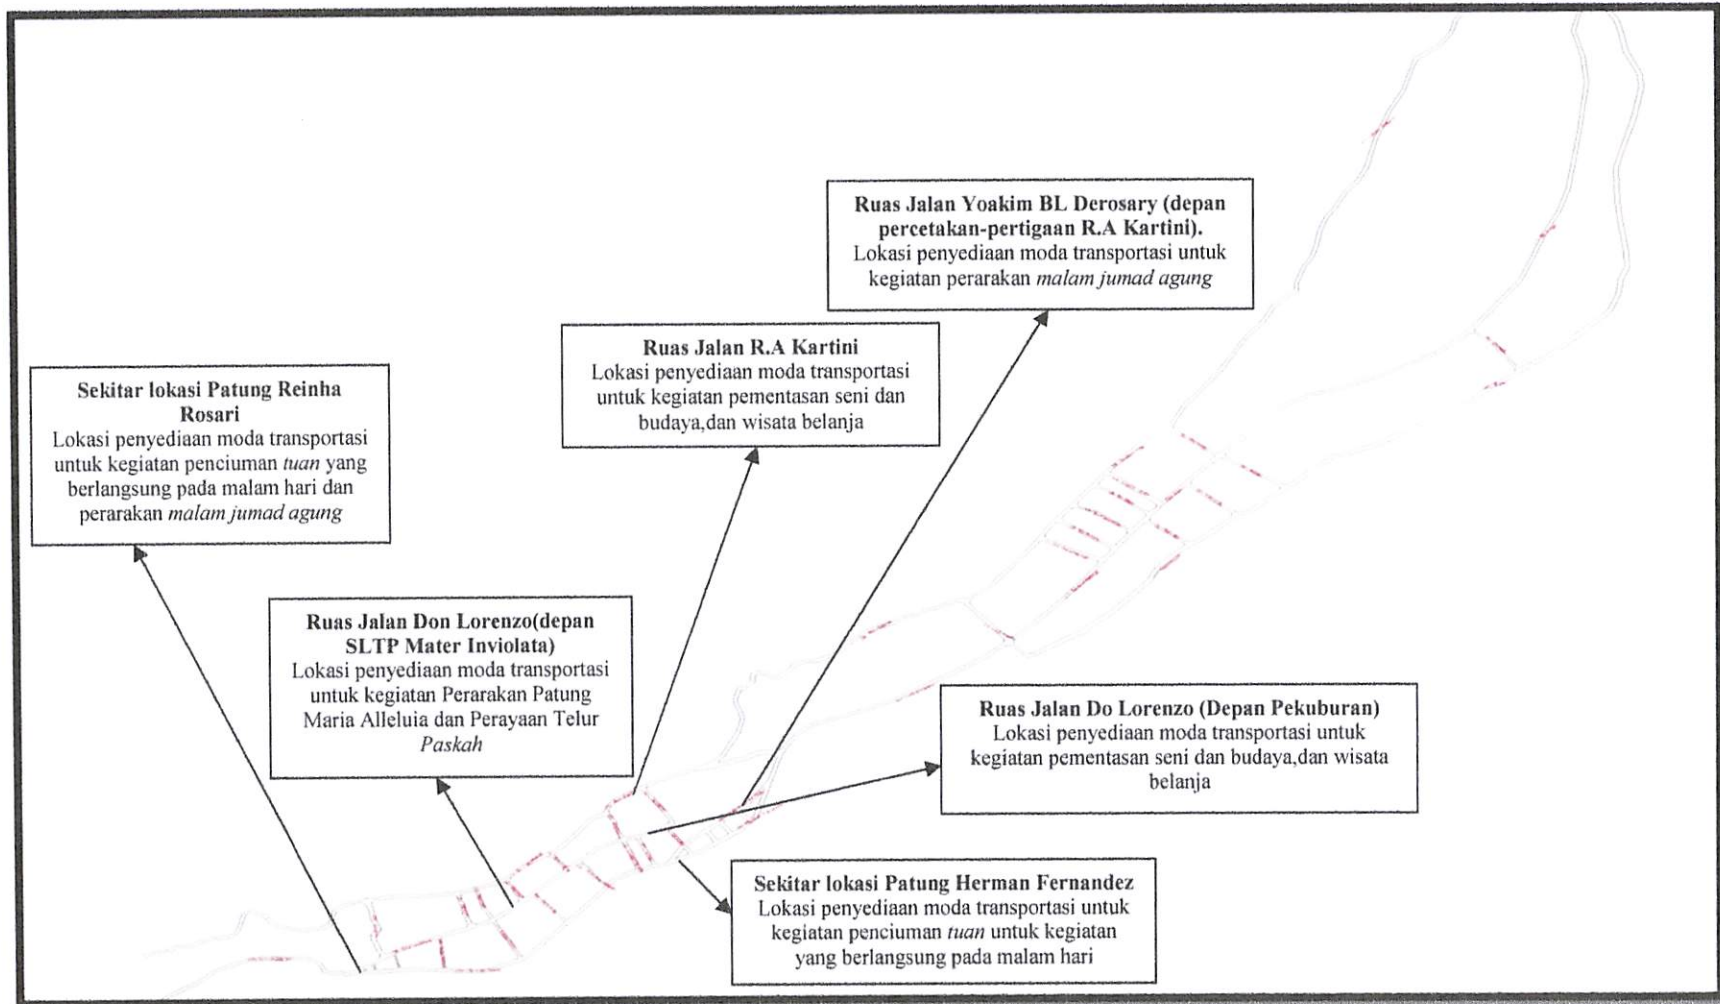 Ruas Jalan Yoakim BL Derosary (depan
percetakan-pertigaan R.A Kartini).
Lokasi penyediaan moda transportasi untuk
kegiatan perarakan malam jumad agung
Ruas Jalan R.A Kartini
Lokasi penyediaan moda transportasi
untuk kegiatan pementasan seni dan
budaya,dan wisata belanja
Sekitar lokasi Patung Reinha
Rosari
Lokasi penyediaan moda transportasi
untuk kegiatan penciuman tuan yang
berlangsung pada malam hari dan
perarakan malam jumad agung
Ruas Jalan Don Lorenzo(depan
SLTP Mater Inviolata)
Lokasi penyediaan moda transportasi
untuk kegiatan Perarakan Patung
Maria Alleluia dan Perayaan Telur
Paskah
Ruas Jalan Do Lorenzo (Depan Pekuburan)
Lokasi penyediaan moda transportasi untuk
kegiatan pementasan seni dan budaya,dan wisata
belanja
Sekitar lokasi Patung Herman Fernandez
Lokasi penyediaan moda transportasi untuk
kegiatan penciuman tuan untuk kegiatan
yang berlangsung pada malam hari